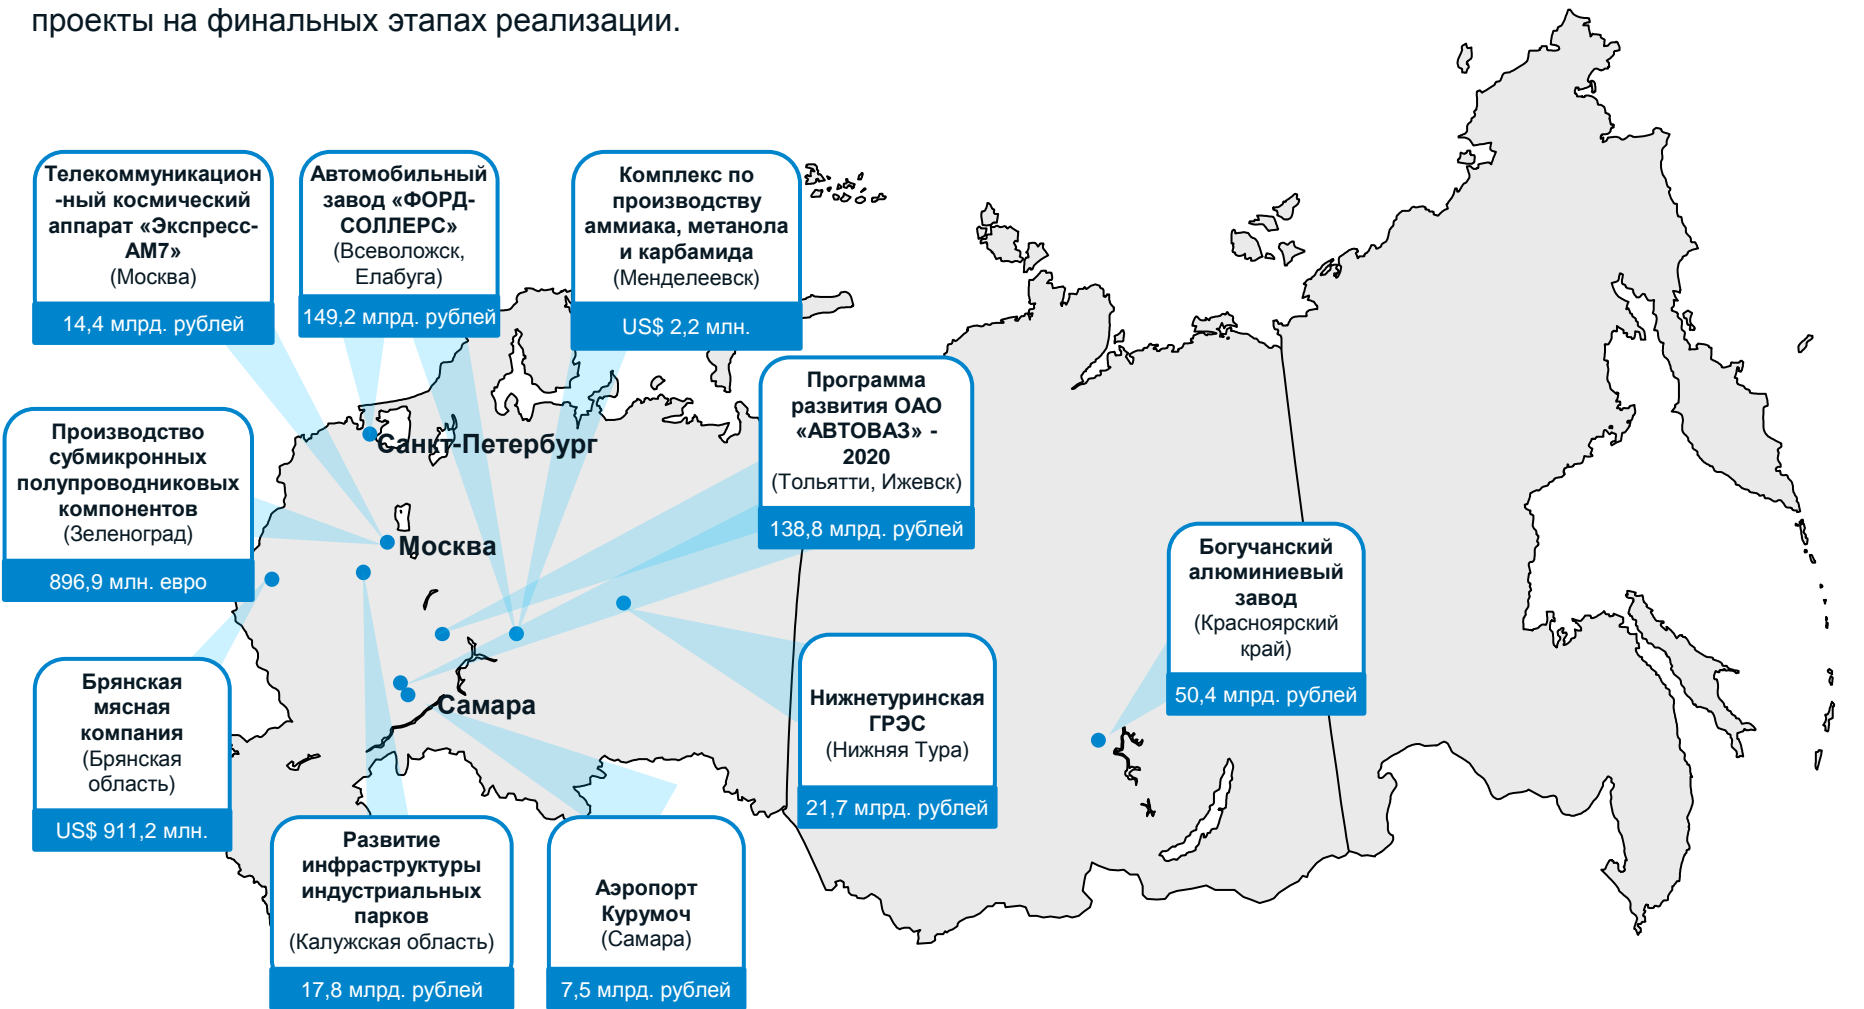 проекты на финальных этапах реализации.
Телекоммуникацион
-ный космический
аппарат «Экспресс-
АМ7»
(Москва)
14,4 млрд. рублей
Автомобильный
завод «ФОРД-
СОЛЛЕРС»
(Всеволожск,
Елабуга)
149,2 млрд. рублей
Комплекс по
производству
аммиака, метанола
и карбамида
(Менделеевск)
US$ 2,2 млн.
Программа
развития ОАО
«АВТОВАЗ» -
2020
(Тольятти, Ижевск)
138,8 млрд. рублей
Производство
субмикронных
полупроводниковых
компонентов
(Зеленоград)
896,9 млн. евро
Санкт-Петербург
Москва
Самара
Богучанский
алюминиевый
завод
(Красноярский
край)
50,4 млрд. рублей
Брянская
мясная
компания
(Брянская
область)
US$ 911,2 млн.
Нижнетуринская
ГРЭС
(Нижняя Тура)
21,7 млрд. рублей
Развитие
инфраструктуры
индустриальных
парков
(Калужская область)
17,8 млрд. рублей
Аэропорт
Курумоч
(Самара)
7,5 млрд. рублей